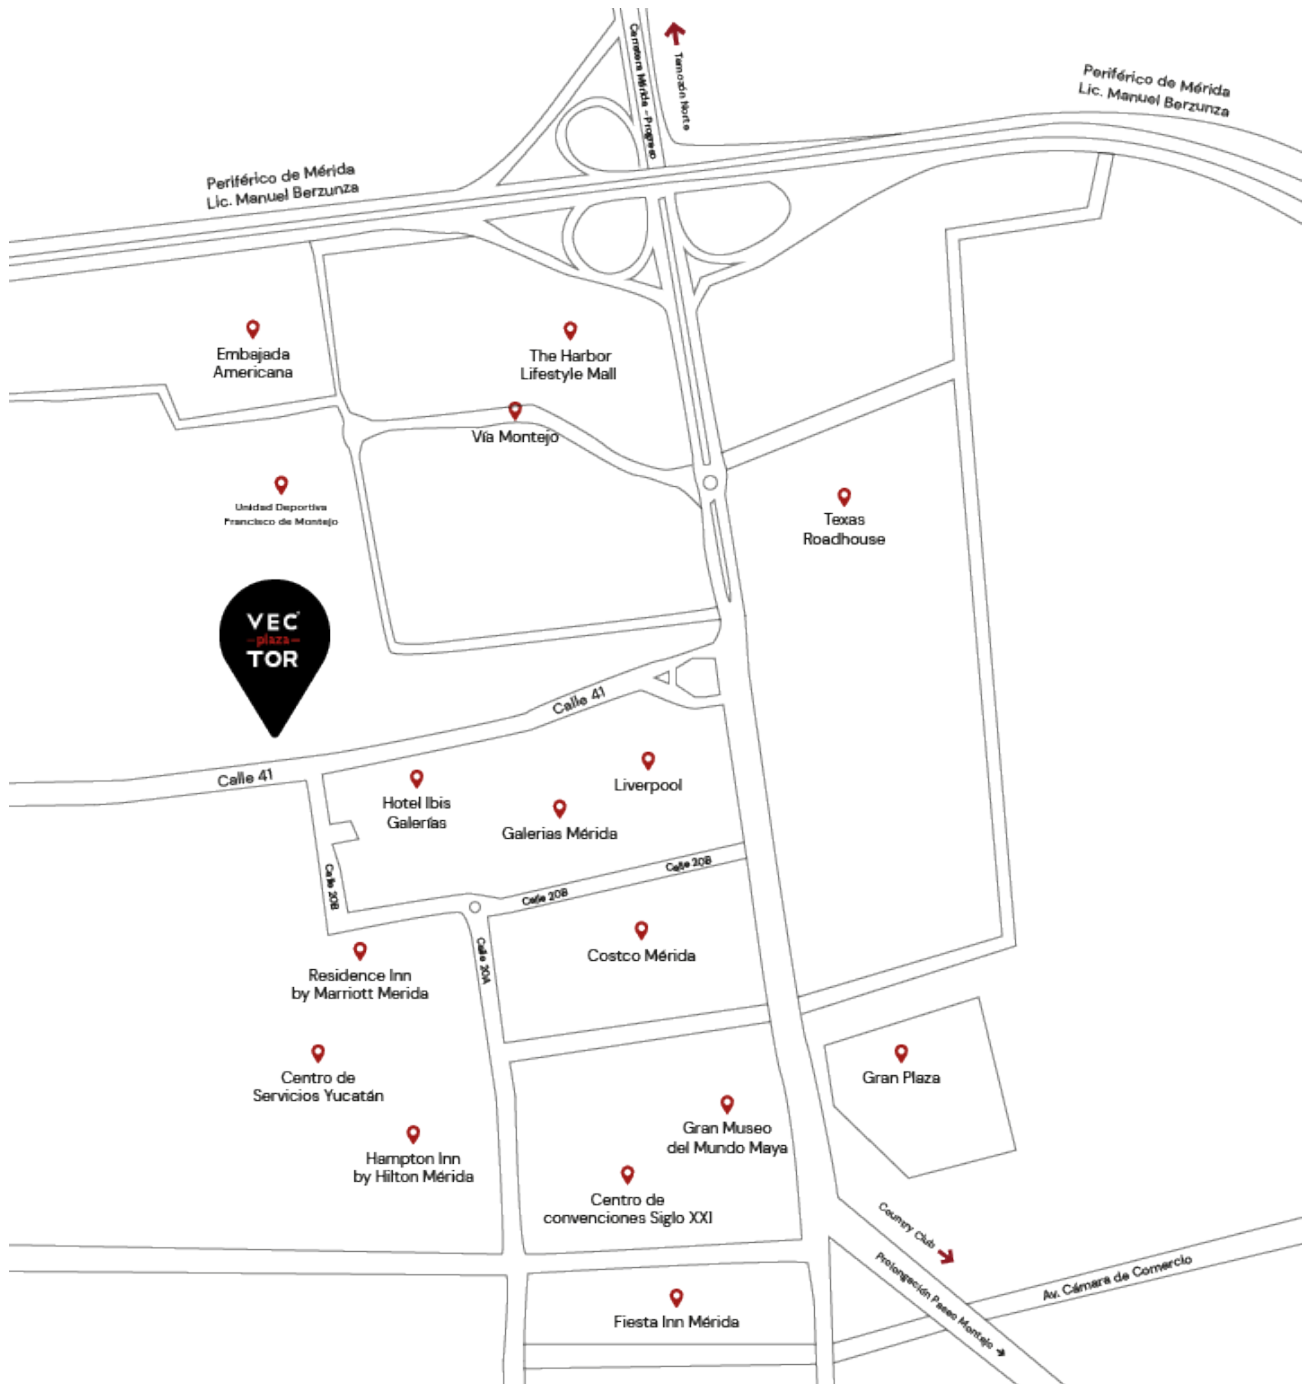 Carretera Mérida - Progreso
Temozón Norte
Periférico de Mérida
Lic. Manuel Berzunza
Periférico de Mérida
Lic. Manuel Berzunza
Embajada
Americana
The Harbor
Lifestyle Mall
Vía Montejo
Unidad Deportiva
Francisco de Montejo
Texas
Roadhouse
VEC
plaza
TOR
Calle 41
Calle 41
Liverpool
Hotel Ibis
Galerías
Galerias Mérida
Calle 20B
Calle 20B
Calle 20B
Calle 20A
Costco Mérida
Residence Inn
by Marriott Merida
Centro de
Servicios Yucatán
Gran Plaza
Gran Museo
del Mundo Maya
Hampton Inn
by Hilton Mérida
Centro de
convenciones Siglo XXI
Country Club
Prolongación Paseo Montejo
Av. Cámara de Comercio
Fiesta Inn Mérida